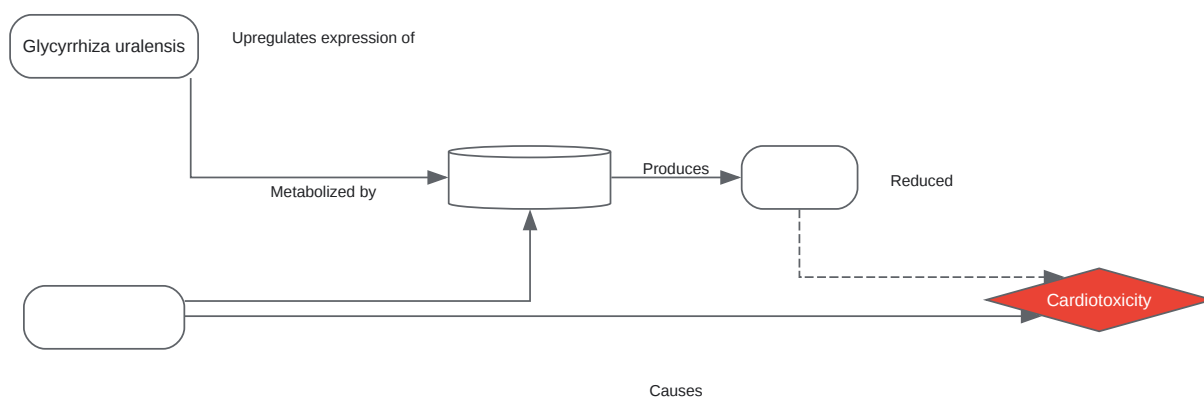 Glycyrrhiza uralensis
Upregulates expression of
Produces
Metabolized by
Reduced
Cardiotoxicity
Causes